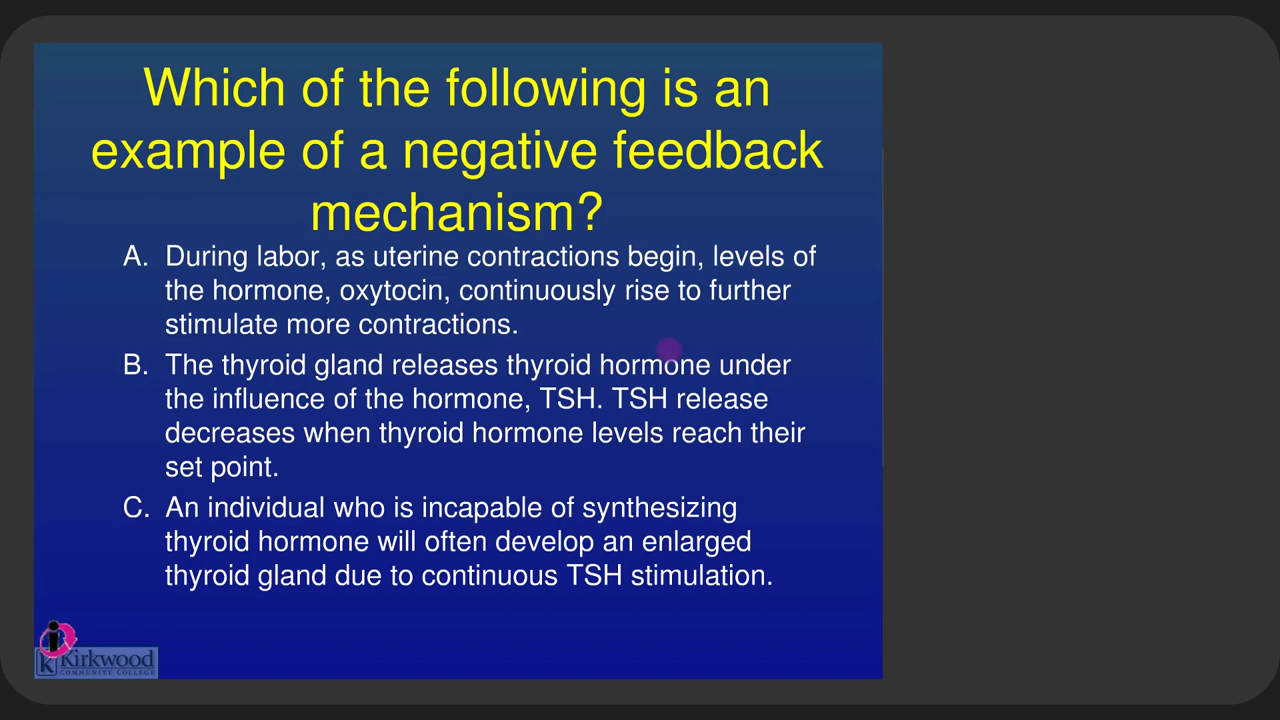 Which of the following is an
example of a negative feedback
mechanism?
A. During labor, as uterine contractions begin, levels of
the hormone, oxytocin, continuously rise to further
stimulate more contractions.
B. The thyroid gland releases thyroid hormone under
the influence of the hormone, TSH. TSH release
decreases when thyroid hormone levels reach their
set point.
C. An individual who is incapable of synthesizing
thyroid hormone will often develop an enlarged
thyroid gland due to continuous TSH stimulation.
K Kirkwood
COMMUNITY COLLEGE